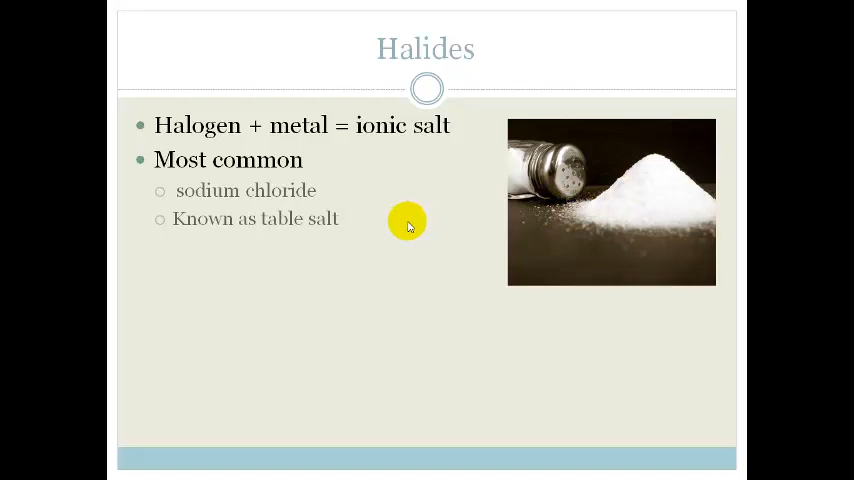 Halides
Halogen + metal = ionic salt
Most common
sodium chloride
Known as table salt